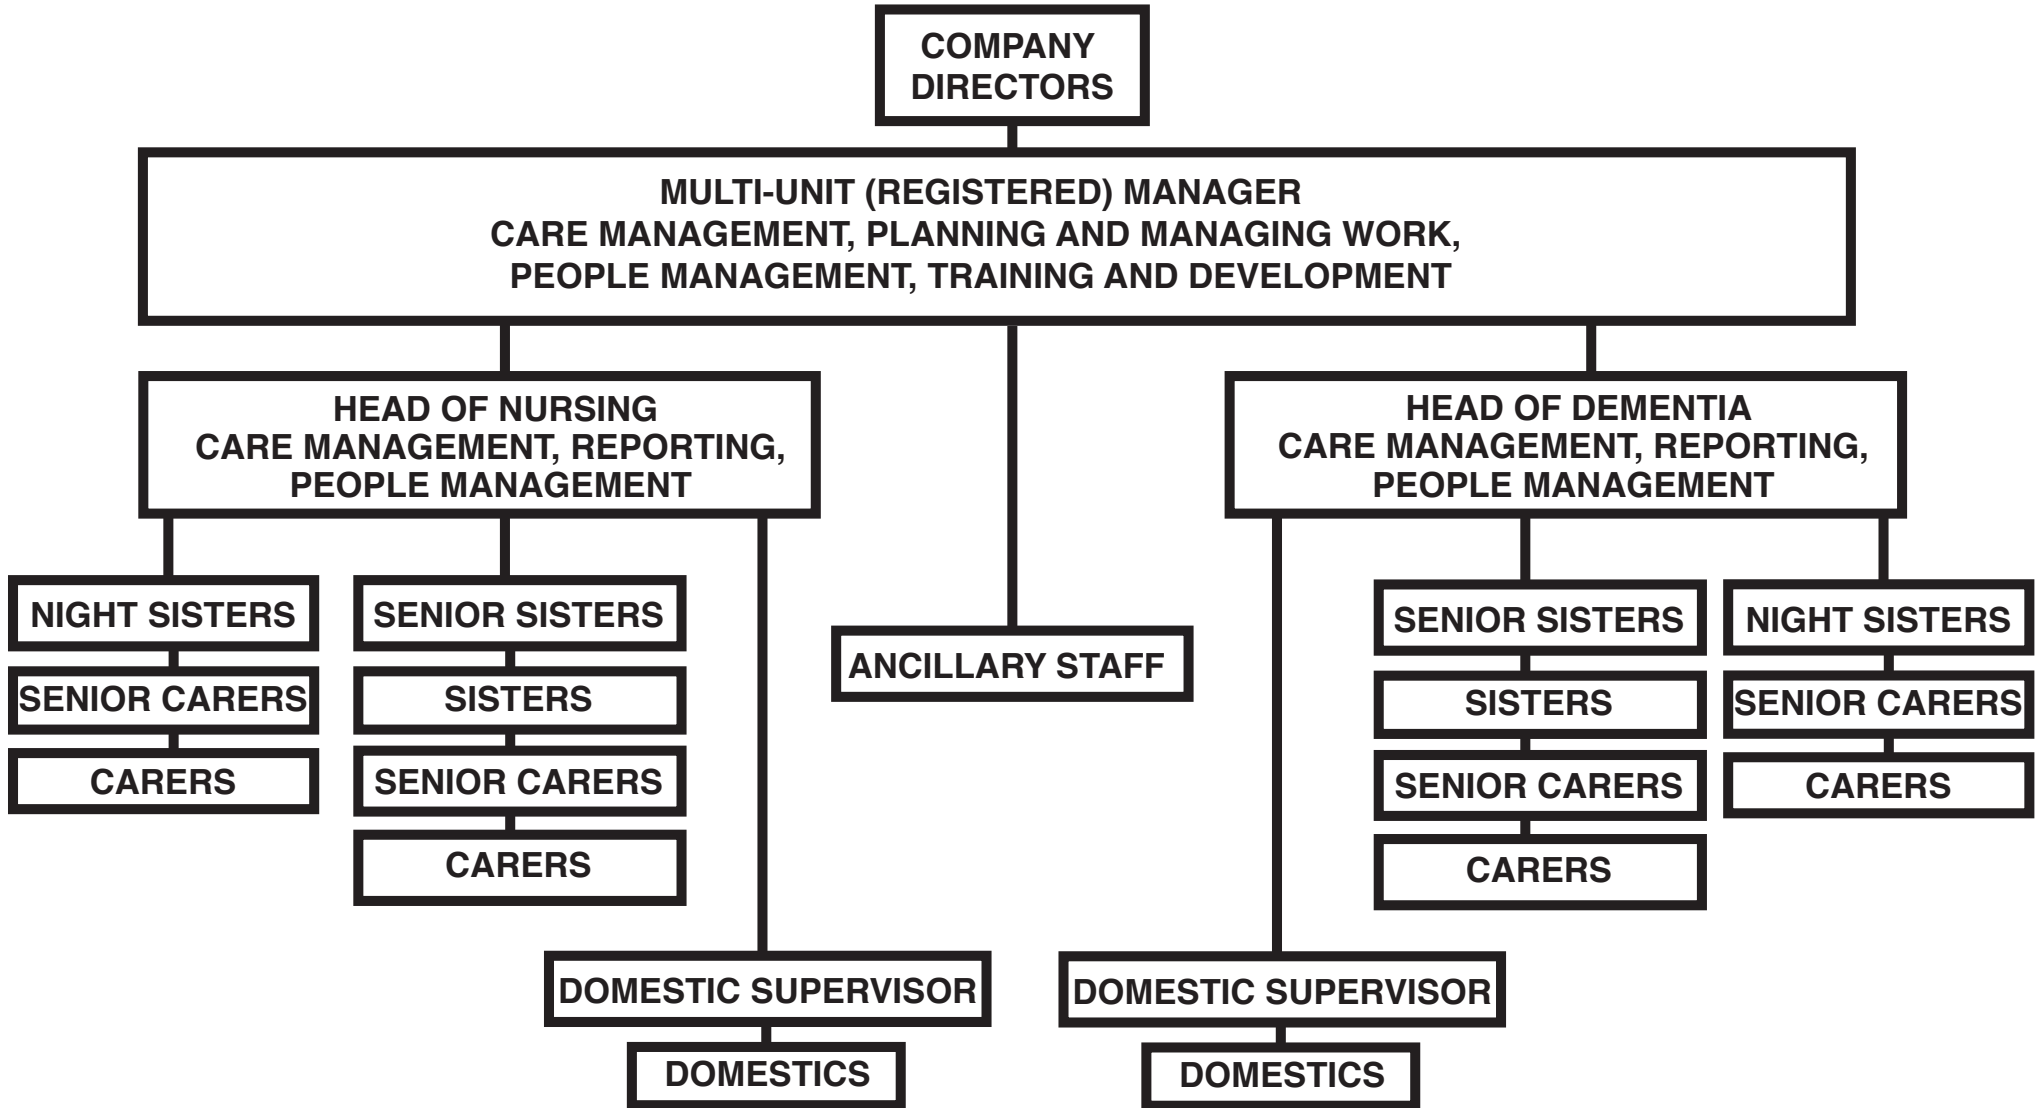 COMPANY
DIRECTORS
MULTI-UNIT (REGISTERED) MANAGER
CARE MANAGEMENT, PLANNING AND MANAGING WORK,
PEOPLE MANAGEMENT, TRAINING AND DEVELOPMENT
HEAD OF NURSING
CARE MANAGEMENT, REPORTING,
PEOPLE MANAGEMENT
HEAD OF DEMENTIA
CARE MANAGEMENT, REPORTING,
PEOPLE MANAGEMENT
NIGHT SISTERS
SENIOR CARERS
CARERS
SENIOR SISTERS
SISTERS
SENIOR CARERS
CARERS
ANCILLARY STAFF
SENIOR SISTERS
SISTERS
SENIOR CARERS
CARERS
NIGHT SISTERS
SENIOR CARERS
CARERS
DOMESTIC SUPERVISOR
DOMESTICS
DOMESTIC SUPERVISOR
DOMESTICS